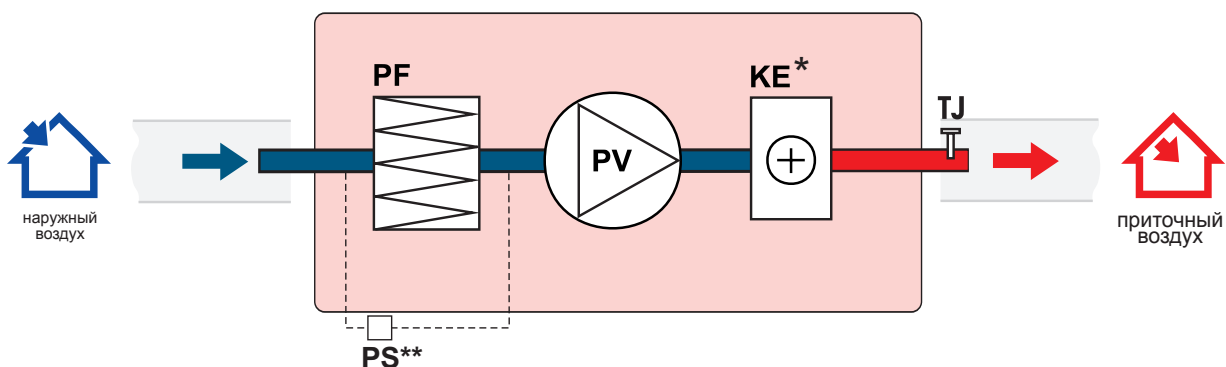 PF
KE*
TJ
PV
наружный
воздух
приточный
воздух
PS**